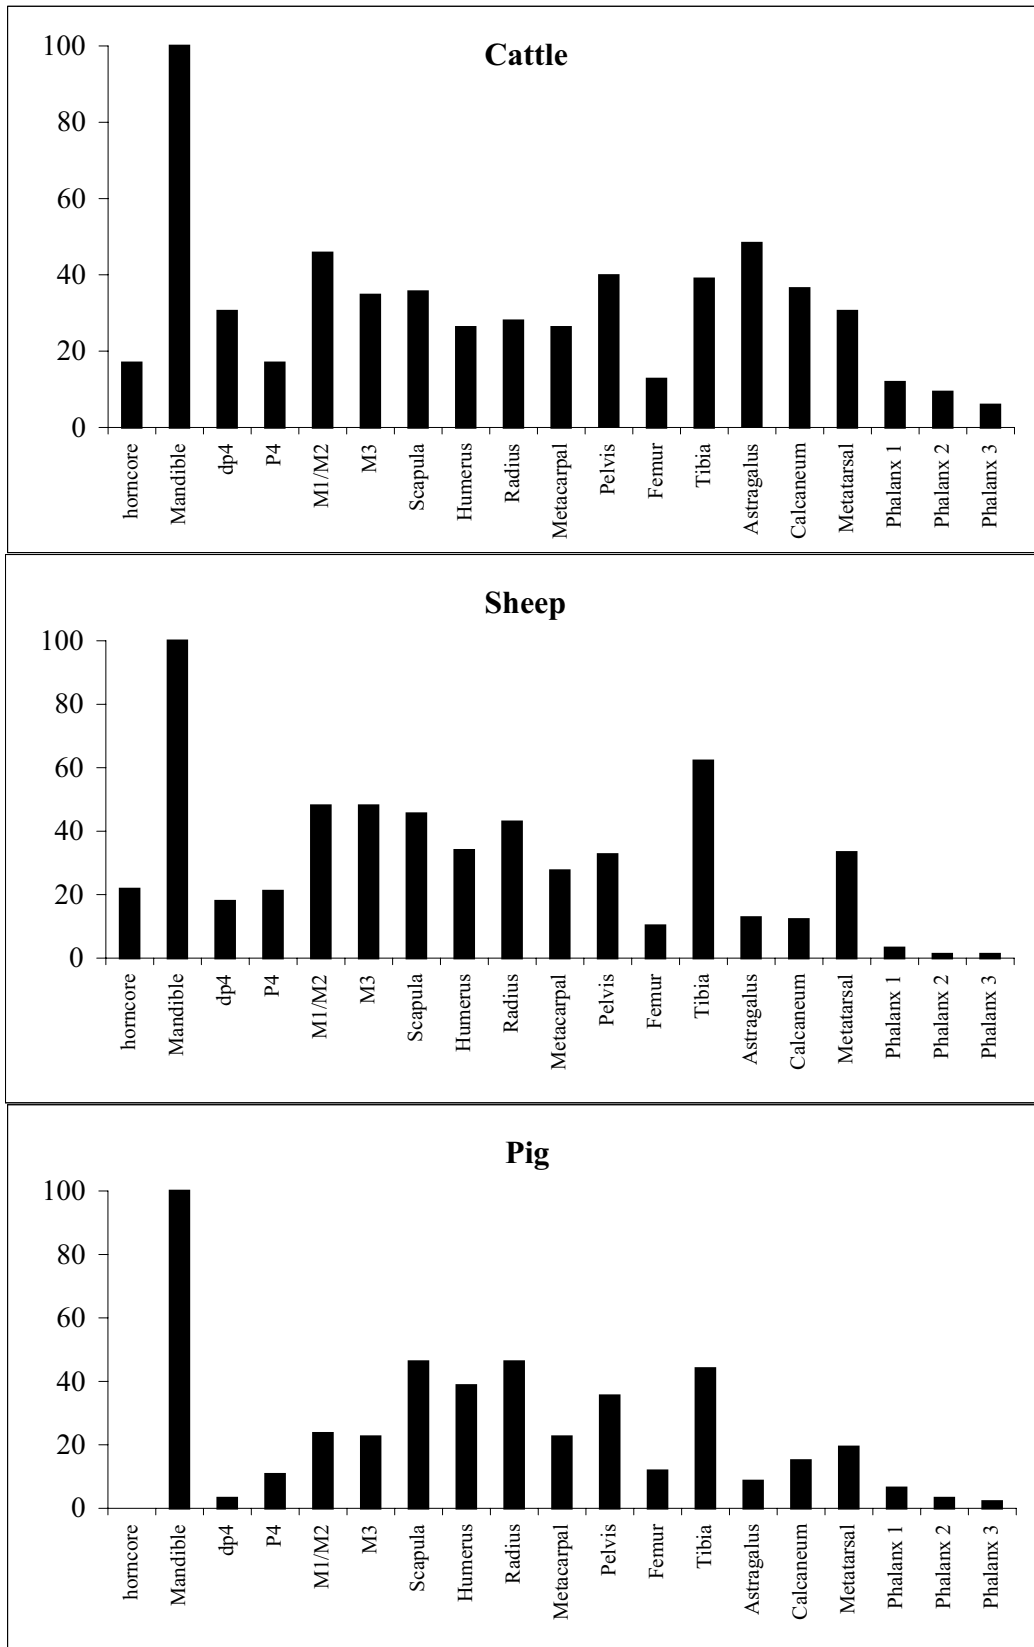 Cattle
100
80
60
40
20
0
horncore
Mandible
dp4
P4
M1/M2
M3
Scapula
Humerus
Radius
Metacarpal
Pelvis
Femur
Tibia
Astragalus
Calcaneum
Metatarsal
Phalanx 1
Phalanx 2
Phalanx 3
Sheep
100
80
60
40
20
0
horncore
Mandible
dp4
P4
M1/M2
M3
Scapula
Humerus
Radius
Metacarpal
Pelvis
Femur
Tibia
Astragalus
Calcaneum
Metatarsal
Phalanx 1
Phalanx 2
Phalanx 3
Pig
100
80
60
40
20
0
horncore
Mandible
dp4
P4
M1/M2
M3
Scapula
Humerus
Radius
Metacarpal
Pelvis
Femur
Tibia
Astragalus
Calcaneum
Metatarsal
Phalanx 1
Phalanx 2
Phalanx 3